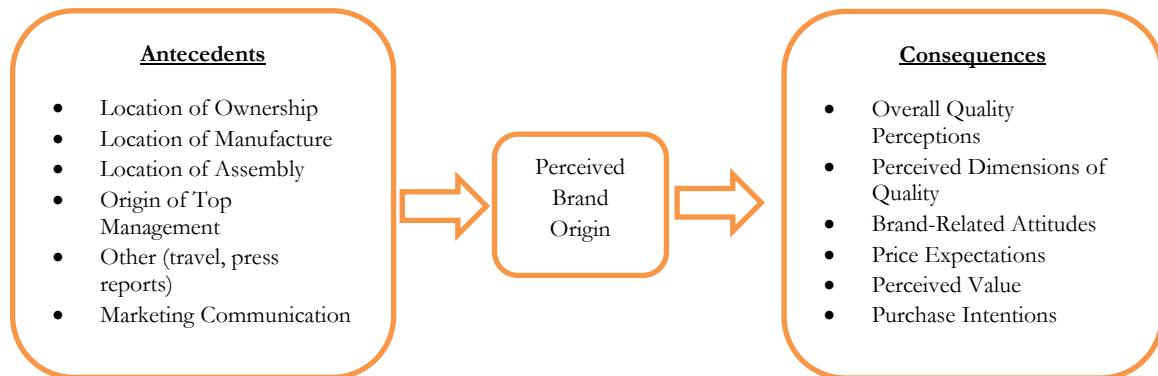 Antecedents
• Location of Ownership
• Location of Manufacture
• Location of Assembly
• Origin of Top
Management
• Other (travel, press
reports)
• Marketing Communication
Perceived
Brand
Origin
Consequences
• Overall Quality
Perceptions
• Perceived Dimensions of
Quality
• Brand-Related Attitudes
• Price Expectations
• Perceived Value
• Purchase Intentions